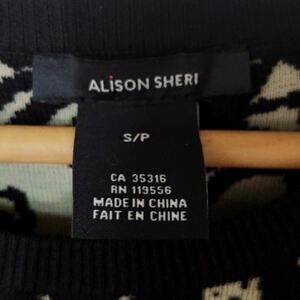 ALISON SHERI
S/P
CA 35316
RN 119556
MADE IN CHINA
FAIT EN CHINE